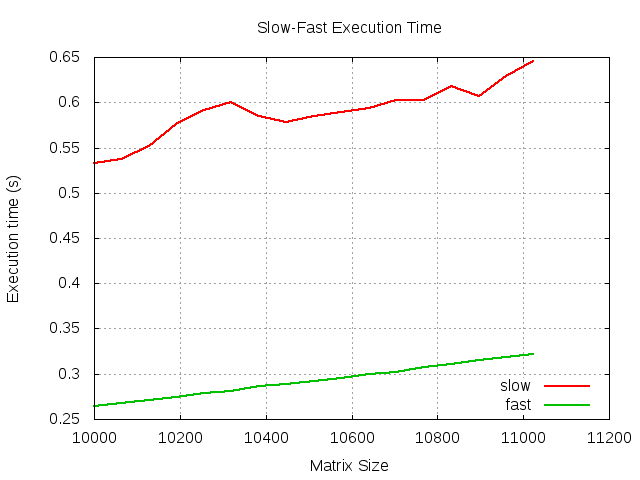 Slow-Fast Execution Time
Execution time (s)
0.65
0.6
0.55
0.5
0.45
0.4
0.35
0.3
0.25
slow
fast
10000 10200 10400 10600 10800 11000 11200
Matrix Size